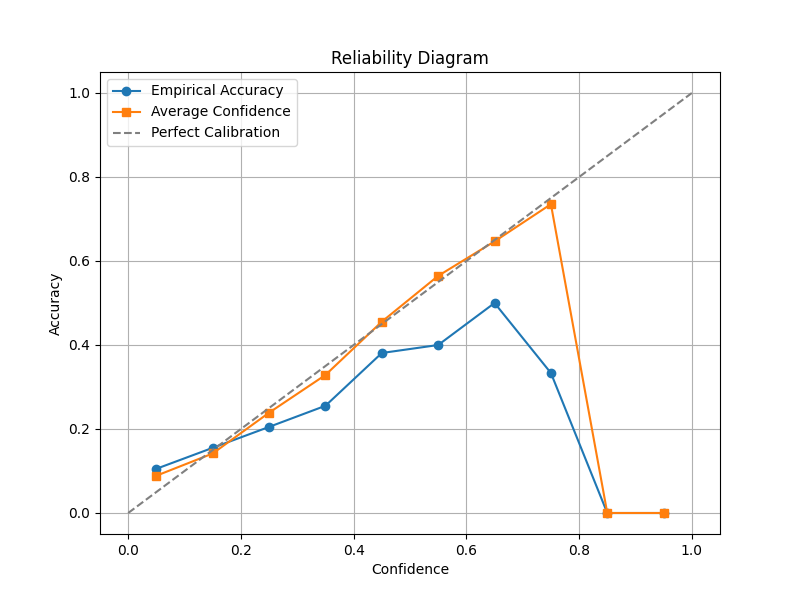 Reliability Diagram
Empirical Accuracy
Average Confidence
Perfect Calibration
1.0
0.8
0.6
0.4
0.2
0.0
Accuracy
0.0 0.2 0.4 0.6 0.8 1.0
Confidence